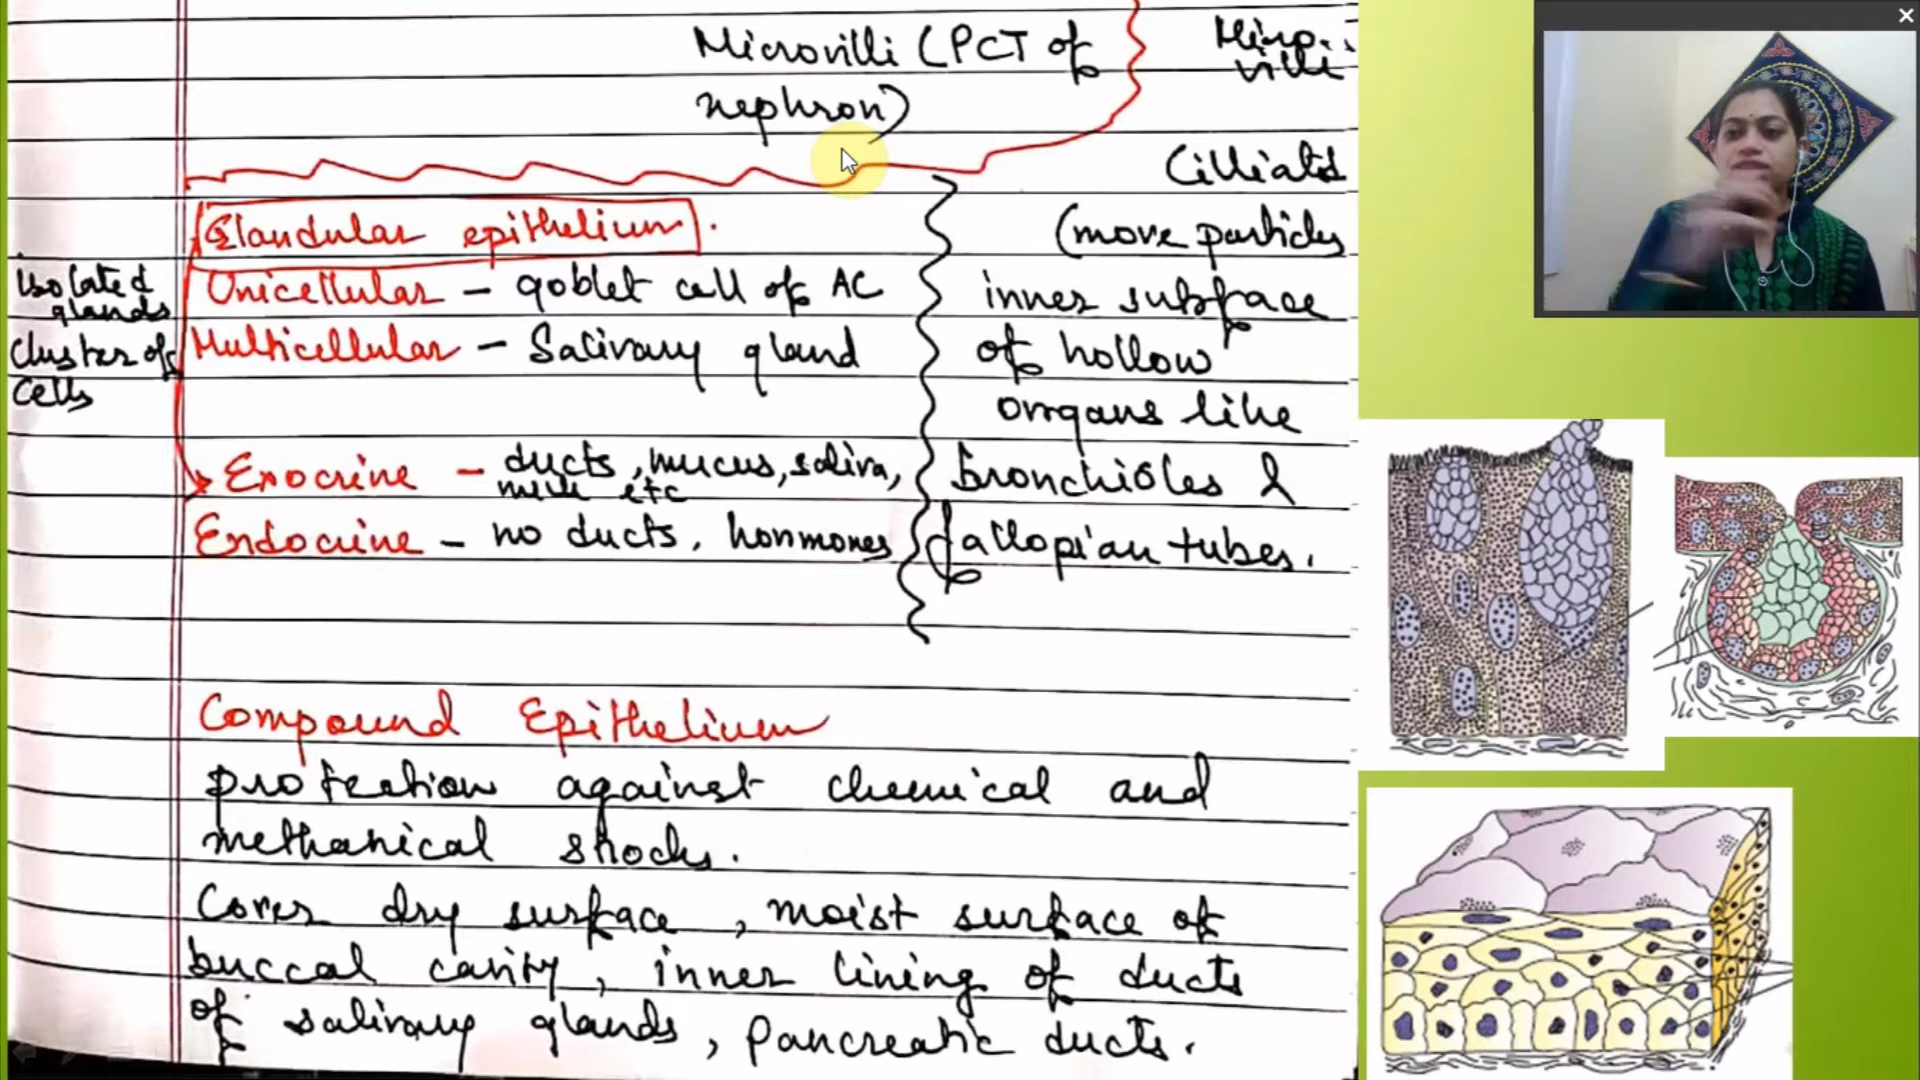 Microvilli (PCT of
nephron)
Micro-
villi
Cilliated
(move particles
inner surface
of hollow
organs like
bronchioles &
fallopian tubes.
Glandular epithelium.
isolated
glands
Unicellular - goblet cell of AC
cluster of
cells
Multicellular - Salivary gland
Exocrine - ducts, mucus, saliva,
milk etc
Endocrine - no ducts, hormones
Compound Epithelium
protection against chemical and
methanical shocks.
Cover dry surface, moist surface of
buccal cavity, inner lining of ducts
of salivary glands, pancreatic ducts.